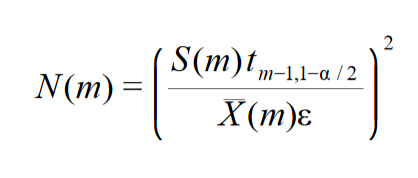 N(m) = ( S(m) t_{m−1,1−α / 2} / X̅(m)ε )^2